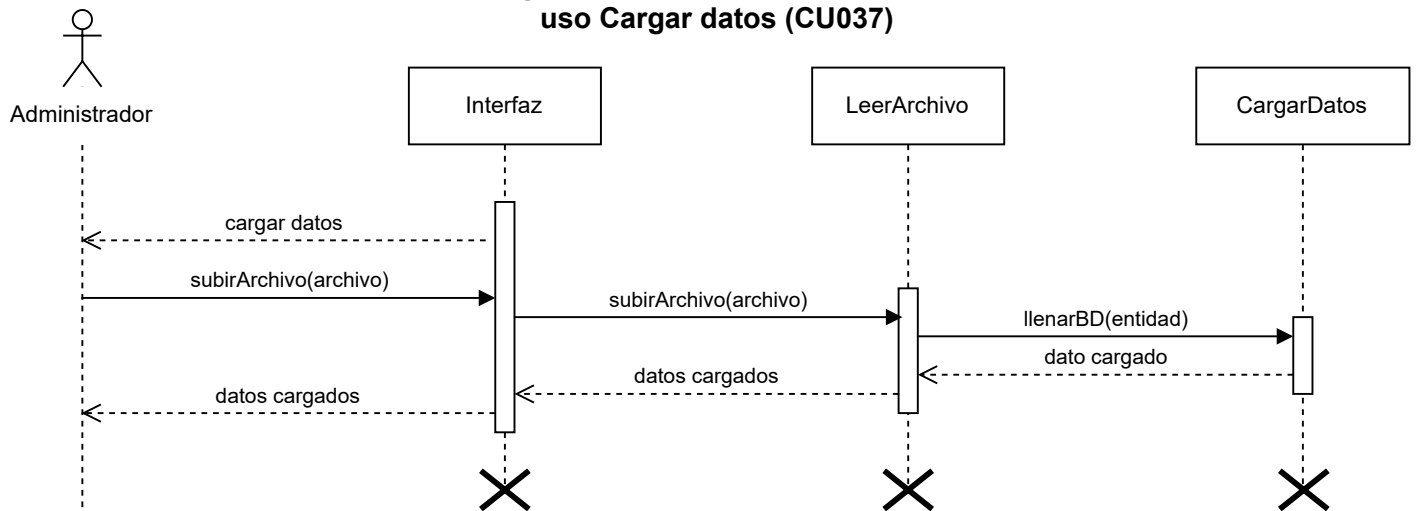 uso Cargar datos (CU037)
Administrador
Interfaz
LeerArchivo
CargarDatos
cargar datos
subirArchivo(archivo)
subirArchivo(archivo)
llenarBD(entidad)
dato cargado
datos cargados
datos cargados